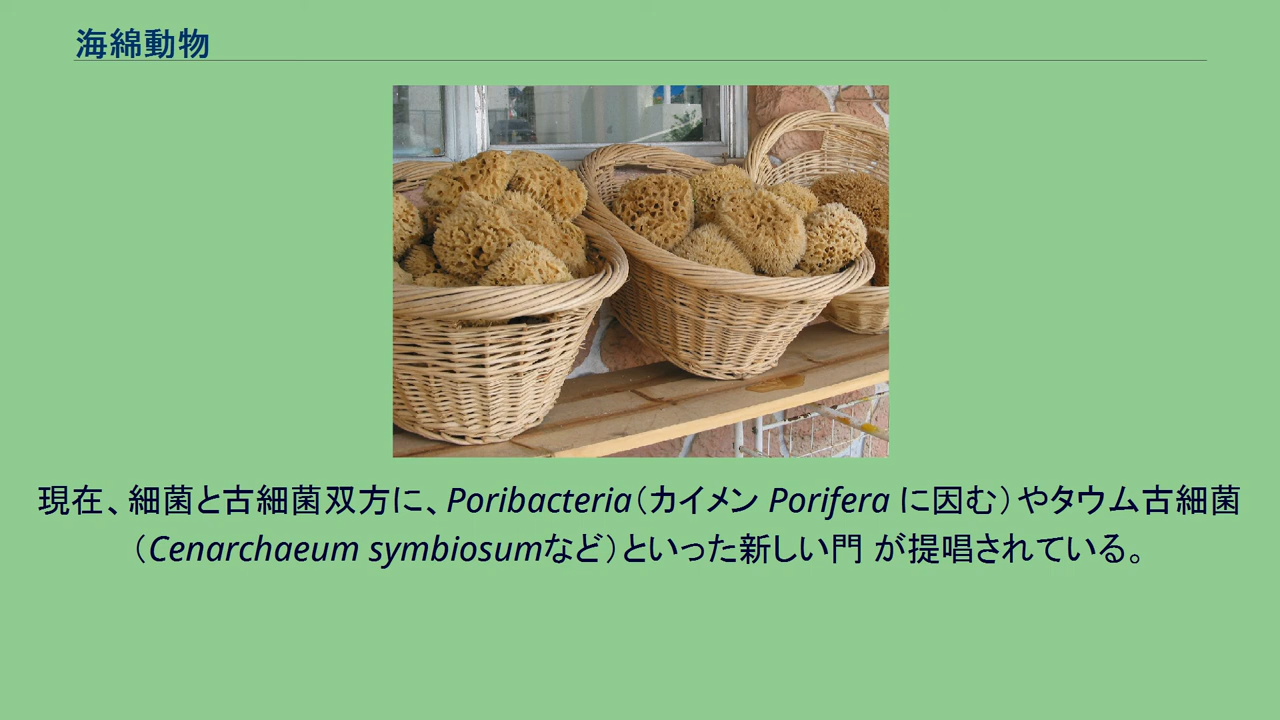 海綿動物
現在、細菌と古細菌双方に、Poribacteria（カイメン Porifera に因む）やタウム古細菌
（Cenarchaeum symbiosumなど）といった新しい門 が提唱されている。